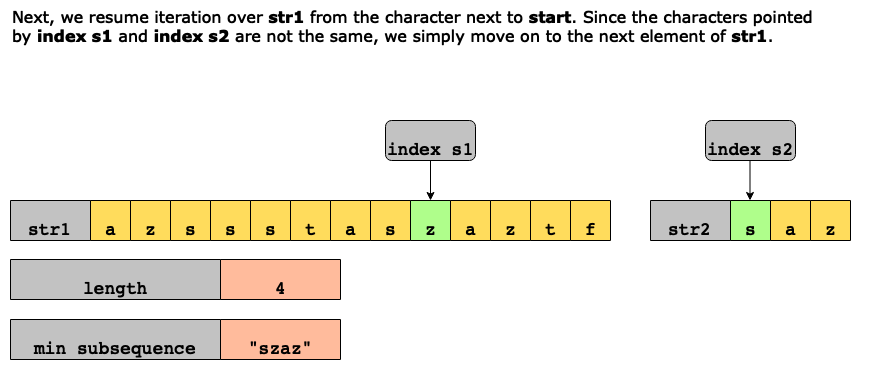 Next, we resume iteration over str1 from the character next to start. Since the characters pointed
by index s1 and index s2 are not the same, we simply move on to the next element of str1.
index s1 index s2
str1 a z s s s t a s z a z t f str2 s a z
length 4
min subsequence "szaz"